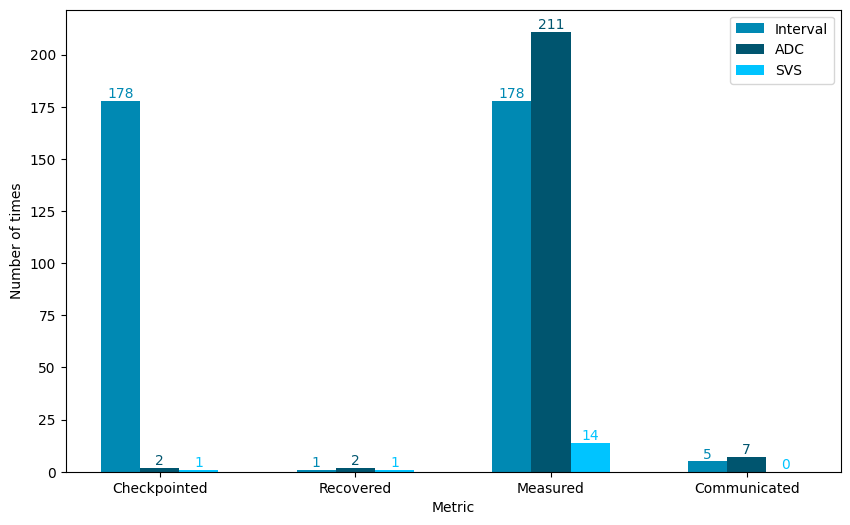 Interval
ADC
SVS
Number of times
200
175
150
125
100
75
50
25
0
178
2
1
1
2
1
178
211
14
5
7
0
Checkpointed
Recovered
Measured
Communicated
Metric